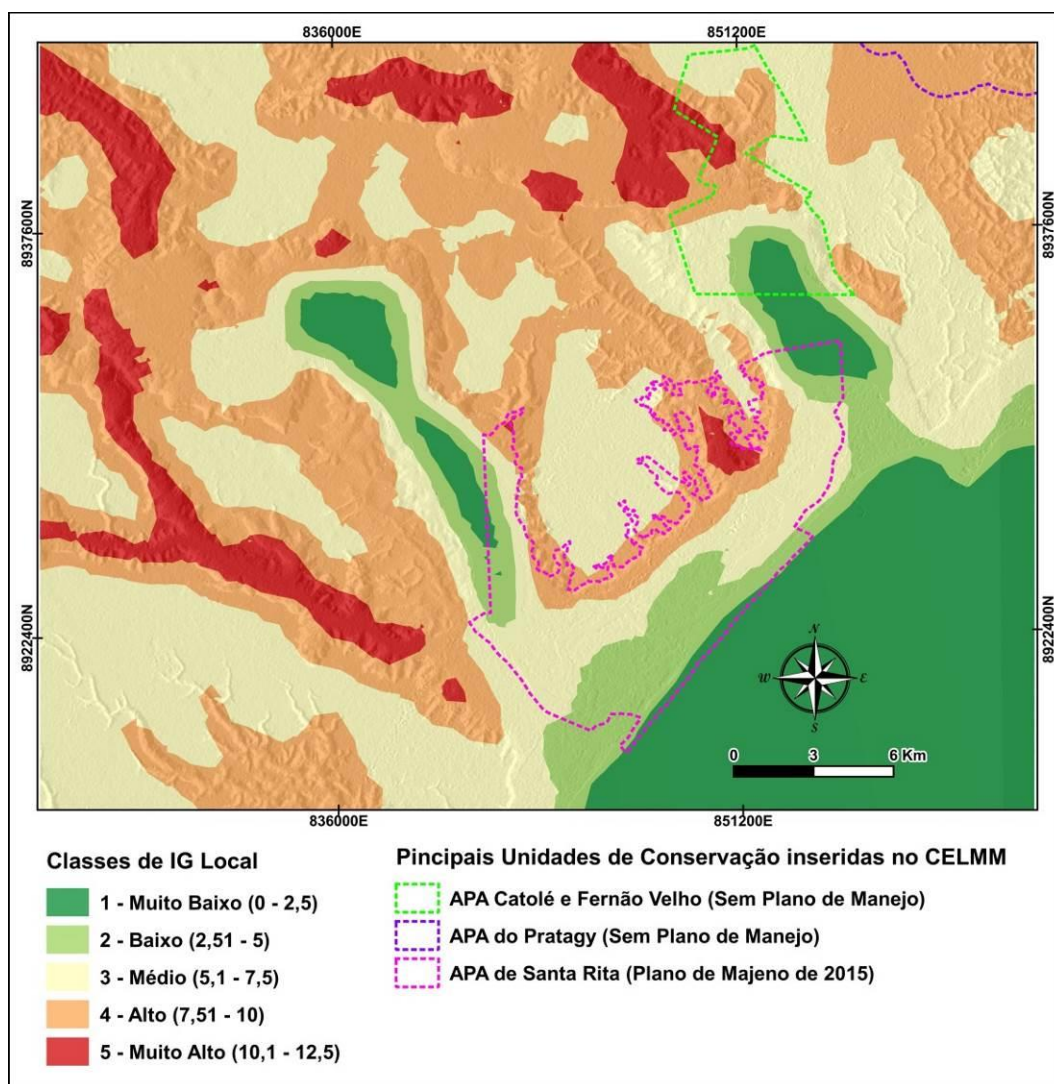 836000E 851200E
8937600N 8937600N
8922400N 8922400N
N
W E
S
0 3 6 Km
836000E 851200E
Classes de IG Local
1 - Muito Baixo (0 - 2,5)
2 - Baixo (2,51 - 5)
3 - Médio (5,1 - 7,5)
4 - Alto (7,51 - 10)
5 - Muito Alto (10,1 - 12,5)
Pincipais Unidades de Conservação inseridas no CELMM
APA Catolé e Fernão Velho (Sem Plano de Manejo)
APA do Pratagy (Sem Plano de Manejo)
APA de Santa Rita (Plano de Majeno de 2015)